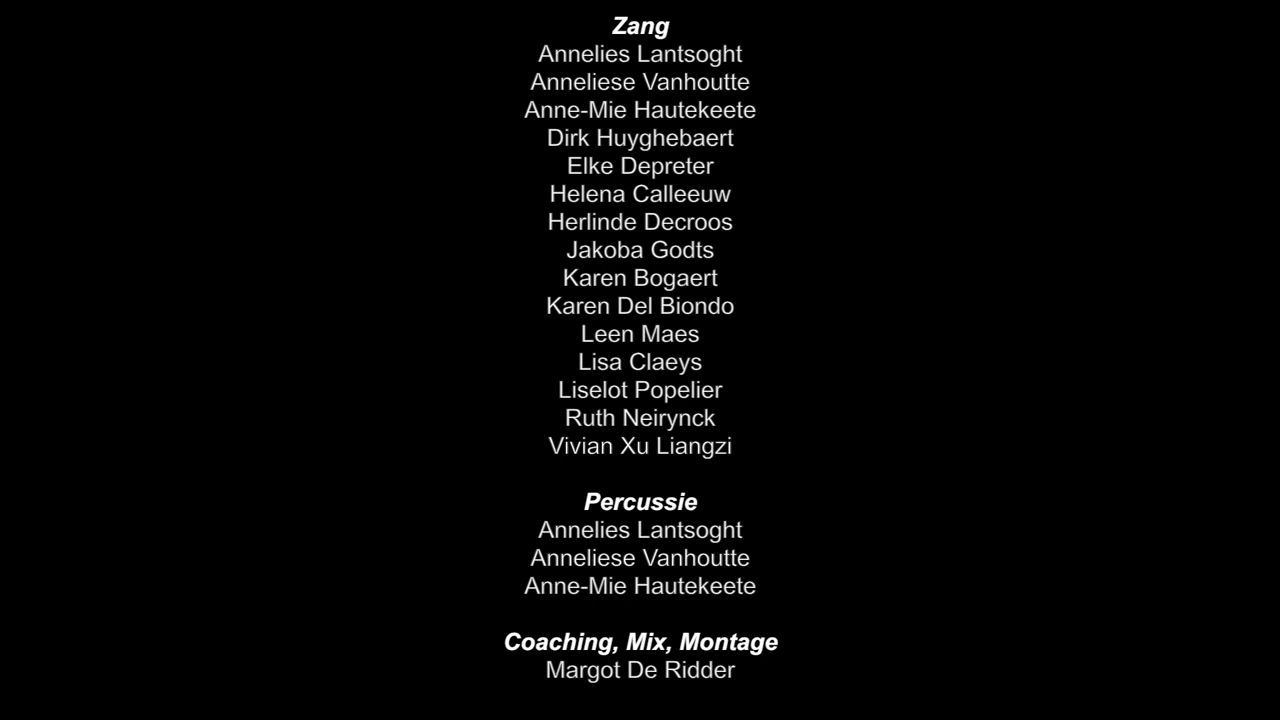 Zang
Annelies Lantsoght
Anneliese Vanhoutte
Anne-Mie Hautekeete
Dirk Huyghebaert
Elke Depreter
Helena Calleeuw
Herlinde Decroos
Jakoba Godts
Karen Bogaert
Karen Del Biondo
Leen Maes
Lisa Claeys
Liselot Popelier
Ruth Neirynck
Vivian Xu Liangzi
Percussie
Annelies Lantsoght
Anneliese Vanhoutte
Anne-Mie Hautekeete
Coaching, Mix, Montage
Margot De Ridder